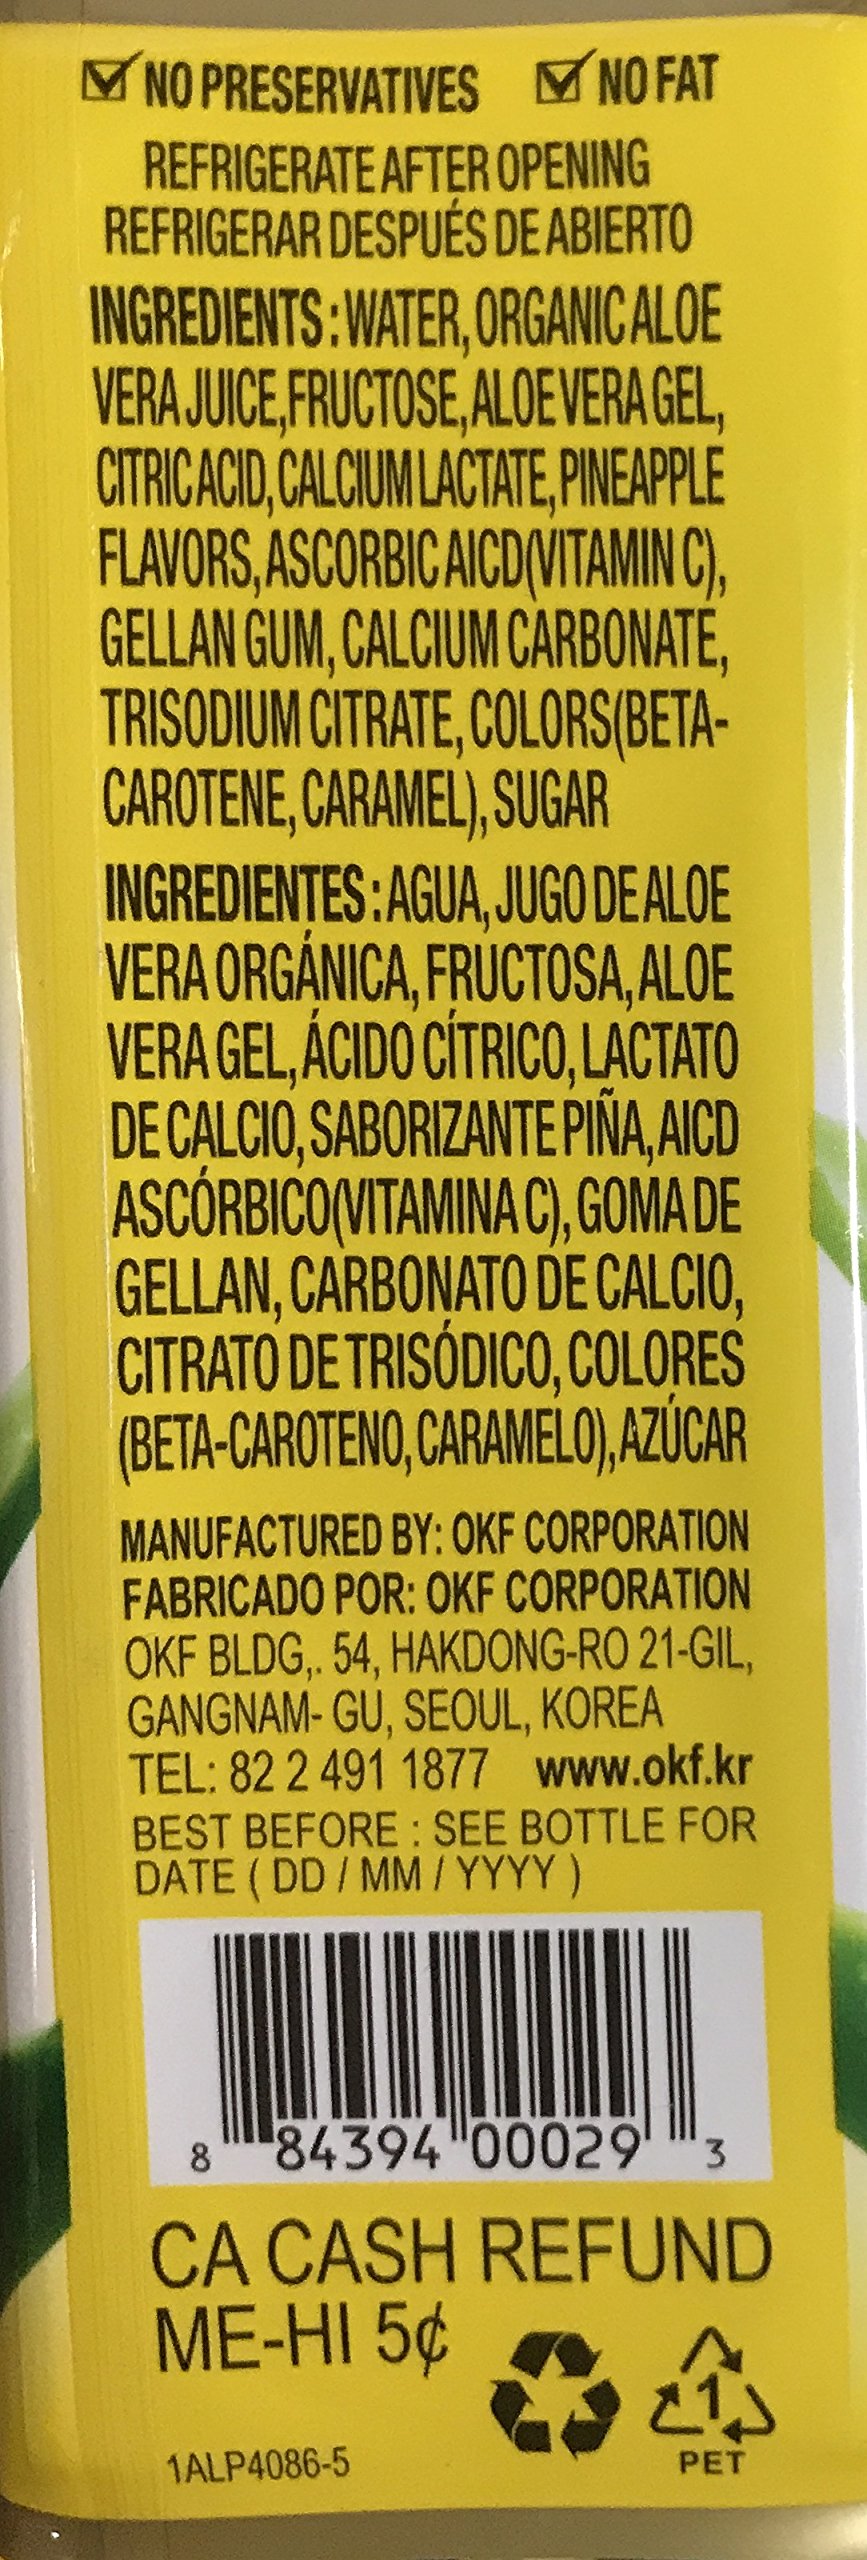 NO PRESERVATIVES NO FAT
REFRIGERATE AFTER OPENING
REFRIGERAR DESPUÉS DE ABIERTO
INGREDIENTS : WATER, ORGANIC ALOE
VERA JUICE, FRUCTOSE, ALOE VERA GEL,
CITRIC ACID, CALCIUM LACTATE, PINEAPPLE
FLAVORS, ASCORBIC AICD(VITAMIN C),
GELLAN GUM, CALCIUM CARBONATE,
TRISODIUM CITRATE, COLORS(BETA-
CAROTENE, CARAMEL), SUGAR
INGREDIENTES : AGUA, JUGO DE ALOE
VERA ORGÁNICA, FRUCTOSA, ALOE
VERA GEL, ÁCIDO CÍTRICO, LACTATO
DE CALCIO, SABORIZANTE PIÑA, AICD
ASCÓRBICO(VITAMINA C), GOMA DE
GELLAN, CARBONATO DE CALCIO,
CITRATO DE TRISÓDICO, COLORES
(BETA-CAROTENO, CARAMELO), AZÚCAR
MANUFACTURED BY: OKF CORPORATION
FABRICADO POR: OKF CORPORATION
OKF BLDG,. 54, HAKDONG-RO 21-GIL,
GANGNAM- GU, SEOUL, KOREA
TEL: 82 2 491 1877 www.okf.kr
BEST BEFORE : SEE BOTTLE FOR
DATE ( DD / MM / YYYY )
8 84394 00029 3
CA CASH REFUND
ME-HI 5¢
1
PET
1ALP4086-5